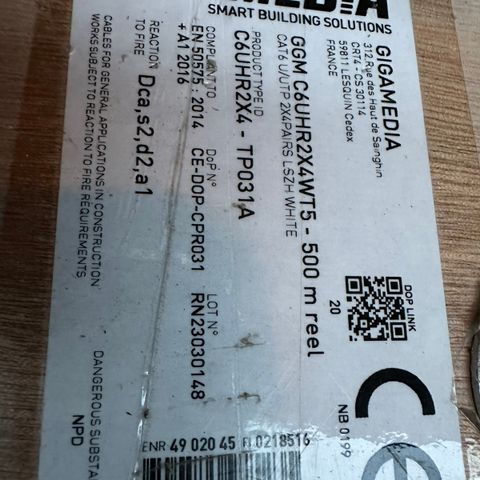 SMART BUILDING SOLUTIONS
GIGAMEDIA
312, Rue des Haut de Sainghin
CRT4 - CS 30114
59811 LESQUIN Cedex
FRANCE
GGM C6UHR2X4WT5 - 500 m reel
CAT6 U/UTP 2X4PAIRS LSZH WHITE
PRODUCT TYPE ID
C6UHR2X4 - TP031A
COMPLIANT TO
EN 50575 : 2014
+ A1 2016
DoP N°
CE-DOP-CPR031
LOT N°
RN23030148
REACTION
Dca,s2,d2,a1
CABLES FOR GENERAL APPLICATIONS IN CONSTRUCTION
WORKS SUBJECT TO REACTION TO FIRE REQUIREMENTS
DANGEROUS SUBSTA
NPD
DOP LINK
20
NB 0199
ENR 49 020 45 FI 0218516